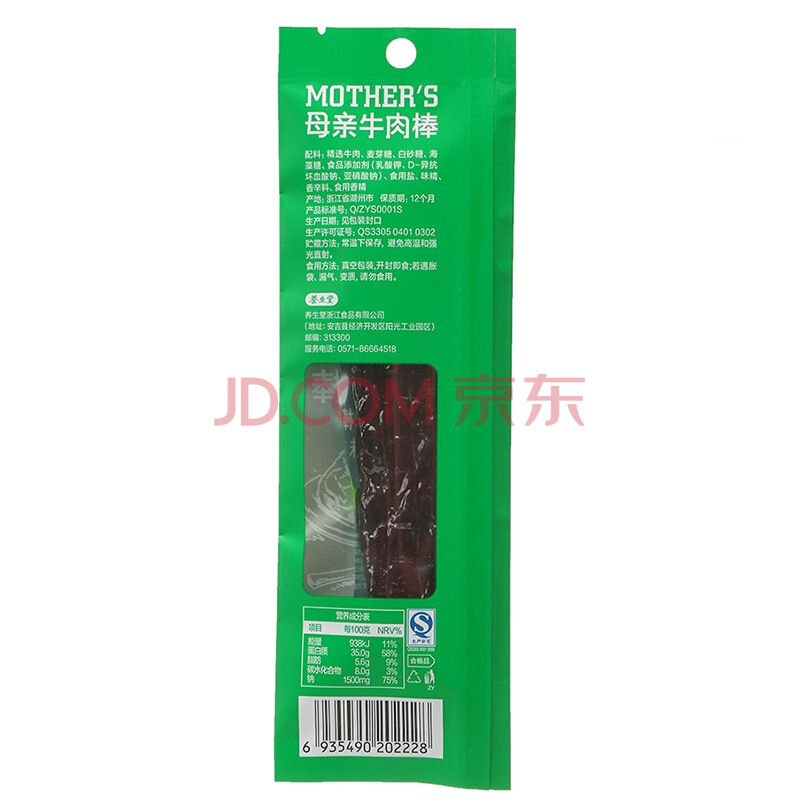 MOTHER'S
母亲牛肉棒
配料：精选牛肉、麦芽糖、白砂糖、海
藻糖、食品添加剂（乳酸钾、D-异抗
坏血酸钠、亚硝酸钠）、食用盐、味精、
香辛料、食用香精
产地：浙江省湖州市 保质期：12个月
产品标准号：Q/ZYS0001S
生产日期：见包装封口
生产许可证号：QS3305 0401 0302
贮藏方法：常温下保存，避免高温和强
光直射。
食用方法：真空包装，开封即食；若遇胀
袋、漏气、变质，请勿食用。
养生堂
养生堂浙江食品有限公司
（地址：安吉县经济开发区阳光工业园区）
邮编：313300
服务电话：0571-86664518
棒
JD.COM 京东
营养成分表
项目 每100克 NRV%
能量 938kJ 11%
蛋白质 35.0g 58%
脂肪 5.6g 9%
碳水化合物 8.0g 3%
钠 1500mg 75%
QS
生产许可
QS3305 0401 0302
合格品
ZY
6 935490 202228